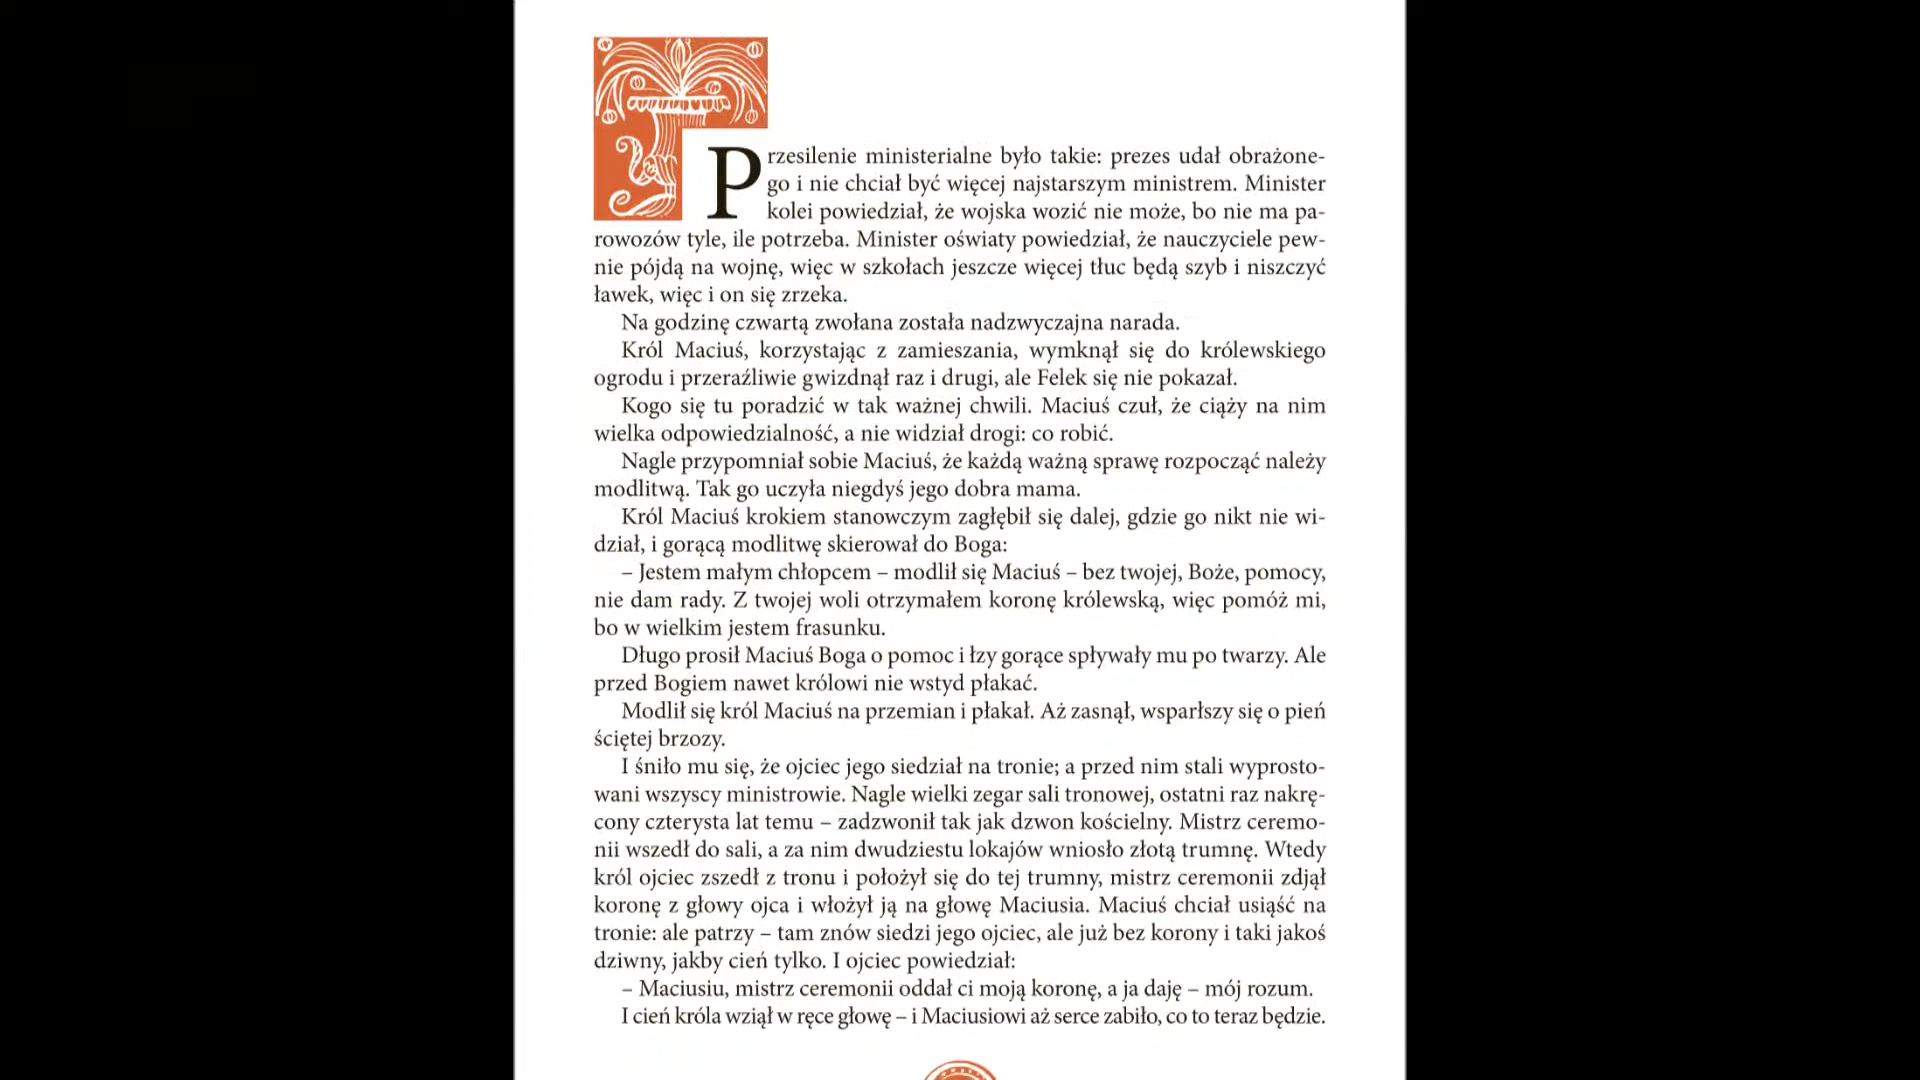 Przesilenie ministerialne było takie: prezes udał obrażone-
go i nie chciał być więcej najstarszym ministrem. Minister
kolei powiedział, że wojska wozić nie może, bo nie ma pa-
rowozów tyle, ile potrzeba. Minister oświaty powiedział, że nauczyciele pew-
nie pójdą na wojnę, więc w szkołach jeszcze więcej tłuc będą szyb i niszczyć
ławek, więc i on się zrzeka.
Na godzinę czwartą zwołana została nadzwyczajna narada.
Król Maciuś, korzystając z zamieszania, wymknął się do królewskiego
ogrodu i przeraźliwie gwizdnął raz i drugi, ale Felek się nie pokazał.
Kogo się tu poradzić w tak ważnej chwili. Maciuś czuł, że ciąży na nim
wielka odpowiedzialność, a nie widział drogi: co robić.
Nagle przypomniał sobie Maciuś, że każdą ważną sprawę rozpocząć należy
modlitwą. Tak go uczyła niegdyś jego dobra mama.
Król Maciuś krokiem stanowczym zagłębił się dalej, gdzie go nikt nie wi-
dział, i gorącą modlitwę skierował do Boga:
– Jestem małym chłopcem – modlił się Maciuś – bez twojej, Boże, pomocy,
nie dam rady. Z twojej woli otrzymałem koronę królewską, więc pomóż mi,
bo w wielkim jestem frasunku.
Długo prosił Maciuś Boga o pomoc i łzy gorące spływały mu po twarzy. Ale
przed Bogiem nawet królowi nie wstyd płakać.
Modlił się król Maciuś na przemian i płakał. Aż zasnął, wsparłszy się o pień
ściętej brzozy.
I śniło mu się, że ojciec jego siedział na tronie; a przed nim stali wyprosto-
wani wszyscy ministrowie. Nagle wielki zegar sali tronowej, ostatni raz nakrę-
cony czterysta lat temu – zadzwonił tak jak dzwon kościelny. Mistrz ceremo-
nii wszedł do sali, a za nim dwudziestu lokajów wniosło złotą trumnę. Wtedy
król ojciec zszedł z tronu i położył się do tej trumny, mistrz ceremonii zdjął
koronę z głowy ojca i włożył ją na głowę Maciusia. Maciuś chciał usiąść na
tronie: ale patrzy – tam znów siedzi jego ojciec, ale już bez korony i taki jakoś
dziwny, jakby cień tylko. I ojciec powiedział:
– Maciusiu, mistrz ceremonii oddał ci moją koronę, a ja daję – mój rozum.
I cień króla wziął w ręce głowę – i Maciusiowi aż serce zabiło, co to teraz będzie.